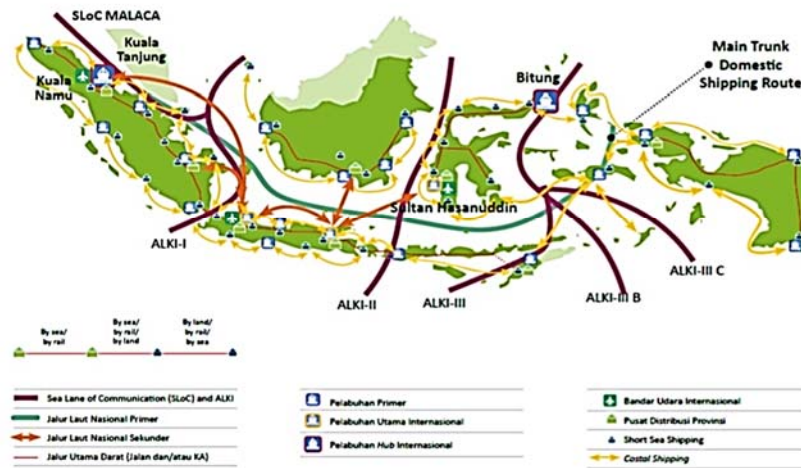 SLoC MALACA
Kuala
Tanjung
Kuala
Namu
Bitung
Main Trunk
Domestic
Shipping Route
Sultan Hasanuddin
ALKI-I
ALKI-II
ALKI-III
ALKI-III B
ALKI-III C
By sea/
by rail
By sea/
by rail/
by land
By land/
by rail/
by sea
Sea Lane of Communication (SLoC) and ALKI
Jalur Laut Nasional Primer
Jalur Laut Nasional Sekunder
Jalur Utama Darat (Jalan dan/atau KA)
Pelabuhan Primer
Pelabuhan Utama Internasional
Pelabuhan Hub Internasional
Bandar Udara Internasional
Pusat Distribusi Provinsi
Short Sea Shipping
Costal Shipping